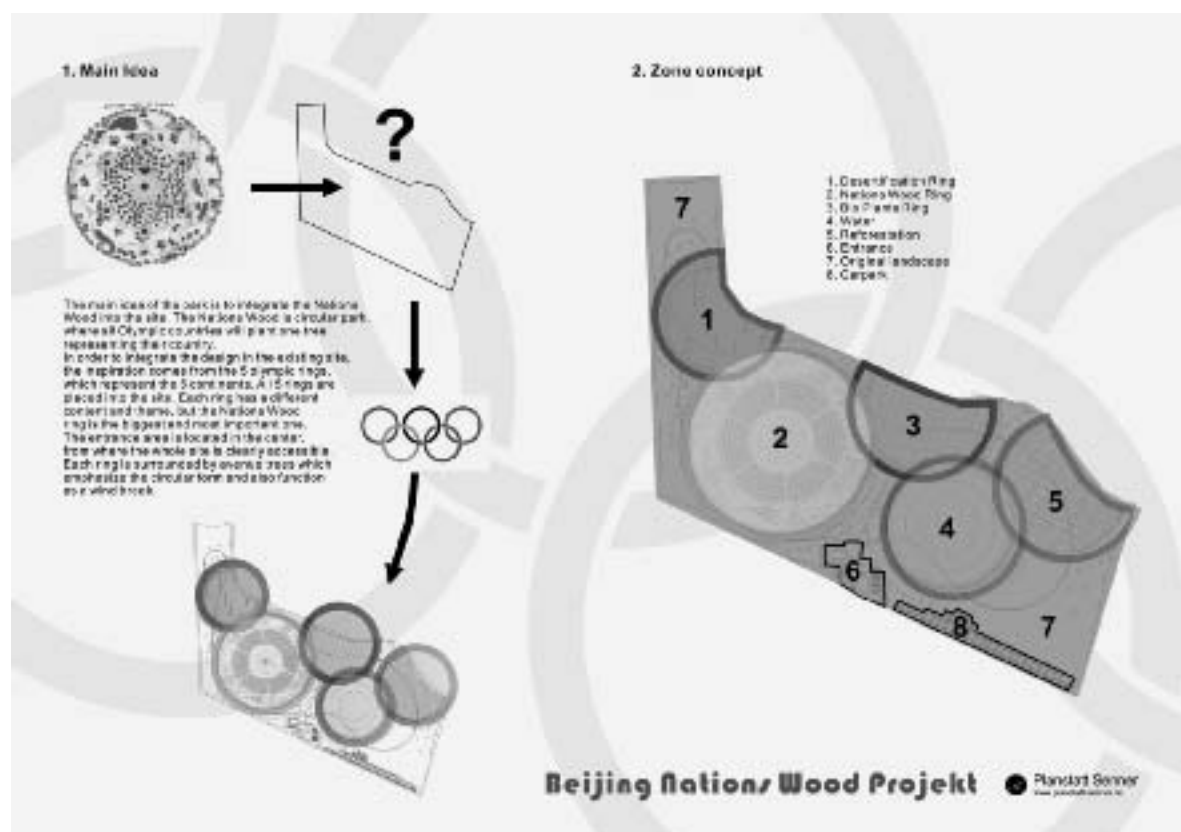 1. Main Idea
?
The main idea of the park is to integrate the Nations
Wood into the site. The Nations Wood is circular park,
where all Olympic countries will plant one tree
representing their country.
In order to integrate the design in the existing site,
the inspiration comes from the 5 olympic rings,
which represent the 5 continents. All 5 rings are
placed into the site. Each ring has a different
content and theme, but the Nations Wood
ring is the biggest and most important one.
The entrance area is located in the center,
from where the whole site is clearly accessible.
Each ring is surrounded by avenue trees which
emphasize the circular form and also function
as a wind break.
2. Zone concept
1. Desertification Ring
2. Nations Wood Ring
3. Bio Plants Ring
4. Water
5. Reforestation
6. Entrance
7. Original landscape
8. Carpark
7
1
2
3
4
5
6
7
8
Beijing Nations Wood Projekt
Planstatt Senner